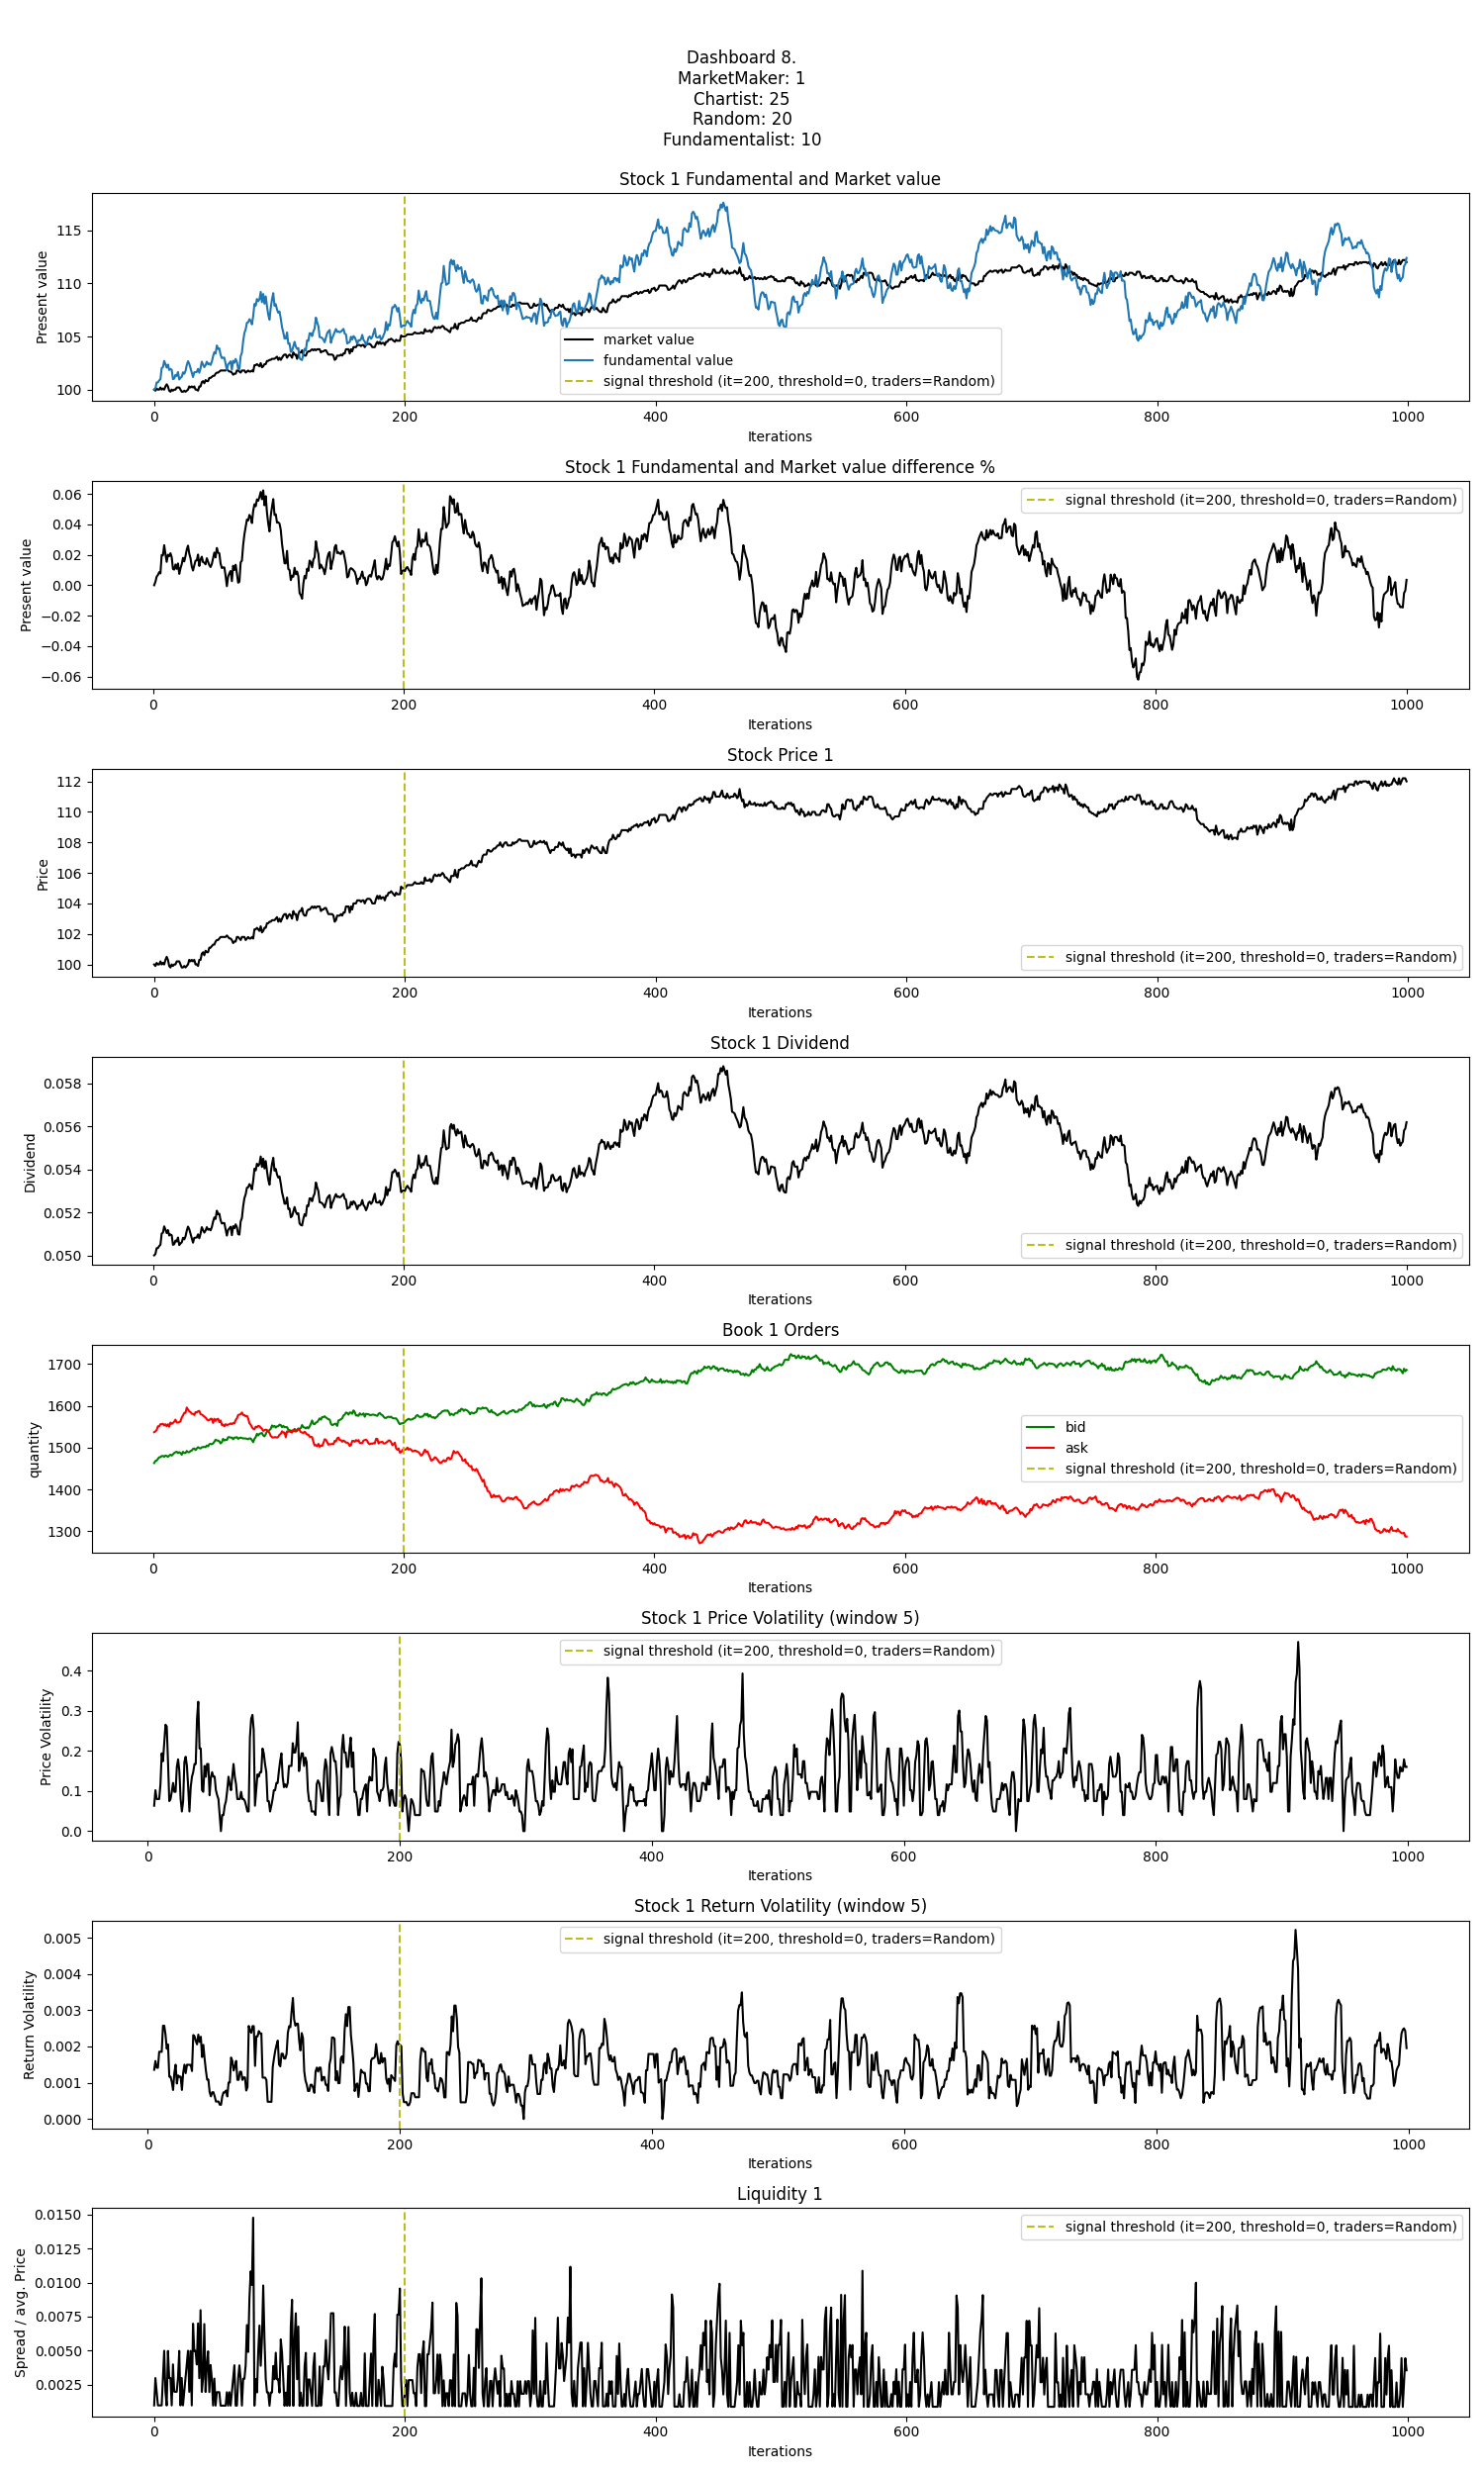 Dashboard 8.
MarketMaker: 1
Chartist: 25
Random: 20
Fundamentalist: 10
Stock 1 Fundamental and Market value
Present value
115
110
105
100
market value
fundamental value
signal threshold (it=200, threshold=0, traders=Random)
0 200 400 600 800 1000
Iterations
Stock 1 Fundamental and Market value difference %
Present value
0.06
0.04
0.02
0.00
−0.02
−0.04
−0.06
signal threshold (it=200, threshold=0, traders=Random)
0 200 400 600 800 1000
Iterations
Stock Price 1
Price
112
110
108
106
104
102
100
signal threshold (it=200, threshold=0, traders=Random)
0 200 400 600 800 1000
Iterations
Stock 1 Dividend
Dividend
0.058
0.056
0.054
0.052
0.050
signal threshold (it=200, threshold=0, traders=Random)
0 200 400 600 800 1000
Iterations
Book 1 Orders
quantity
1700
1600
1500
1400
1300
bid
ask
signal threshold (it=200, threshold=0, traders=Random)
0 200 400 600 800 1000
Iterations
Stock 1 Price Volatility (window 5)
Price Volatility
0.4
0.3
0.2
0.1
0.0
signal threshold (it=200, threshold=0, traders=Random)
0 200 400 600 800 1000
Iterations
Stock 1 Return Volatility (window 5)
Return Volatility
0.005
0.004
0.003
0.002
0.001
0.000
signal threshold (it=200, threshold=0, traders=Random)
0 200 400 600 800 1000
Iterations
Liquidity 1
Spread / avg. Price
0.0150
0.0125
0.0100
0.0075
0.0050
0.0025
signal threshold (it=200, threshold=0, traders=Random)
0 200 400 600 800 1000
Iterations